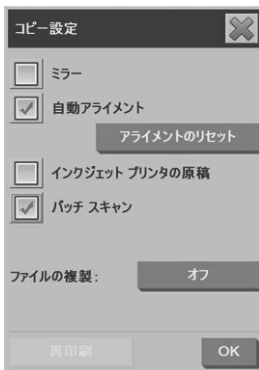 コピー設定
ミラー
自動アライメント
アライメントのリセット
インクジェット プリンタの原稿
バッチ スキャン
ファイルの複製: オフ
再印刷 OK